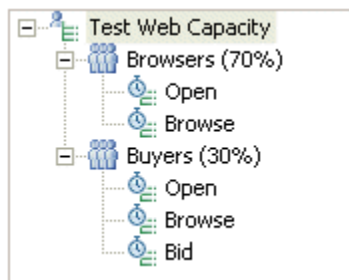 Test Web Capacity
Browsers (70%)
Open
Browse
Buyers (30%)
Open
Browse
Bid